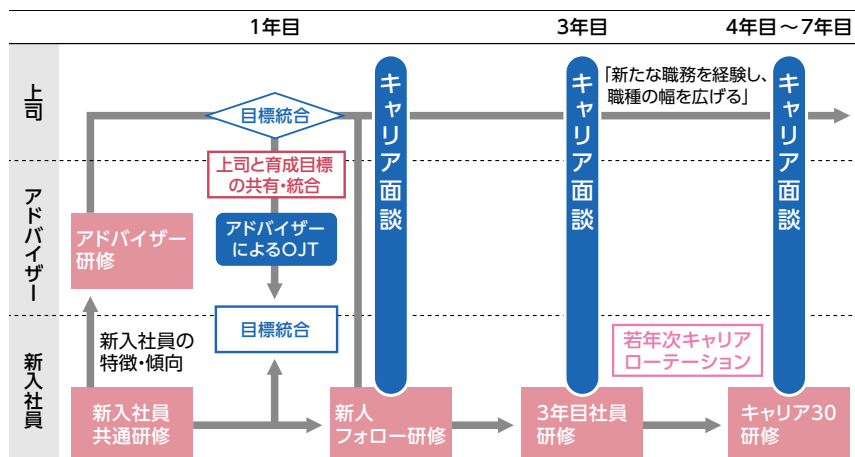 1年目
3年目
4年目～7年目
上司
アドバイザー
新入社員
目標統合
上司と育成目標
の共有・統合
アドバイザー
によるOJT
目標統合
アドバイザー
研修
新入社員の
特徴・傾向
新入社員
共通研修
新人
フォロー研修
キャリア面談
3年目社員
研修
キャリア面談
「新たな職務を経験し、
職種の幅を広げる」
若年次キャリア
ローテーション
キャリア面談
キャリア30
研修